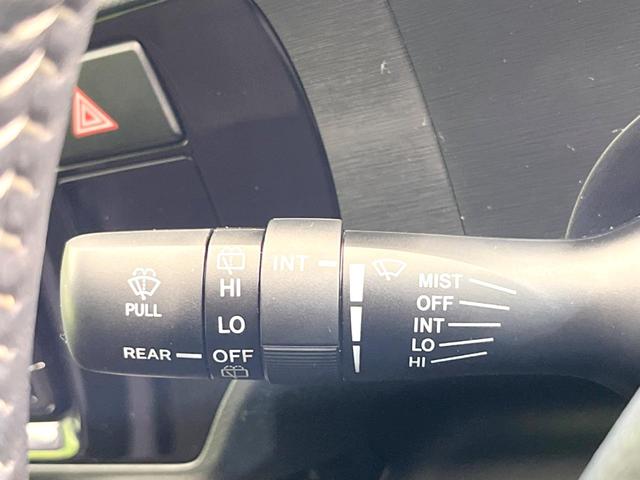 PULL
REAR
HI
LO
OFF
INT
MIST
OFF
INT
LO
HI